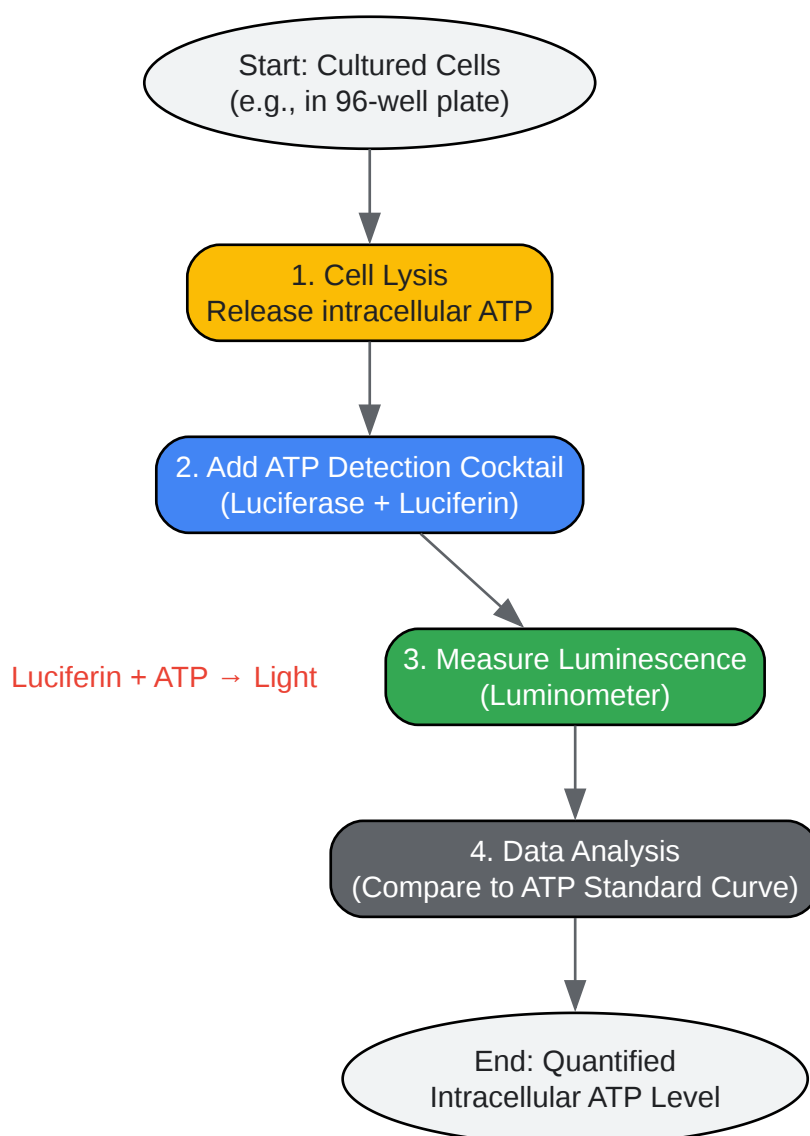 Start: Cultured Cells
(e.g., in 96-well plate)
1. Cell Lysis
Release intracellular ATP
2. Add ATP Detection Cocktail
(Luciferase + Luciferin)
Luciferin + ATP → Light
3. Measure Luminescence
(Luminometer)
4. Data Analysis
(Compare to ATP Standard Curve)
End: Quantified
Intracellular ATP Level